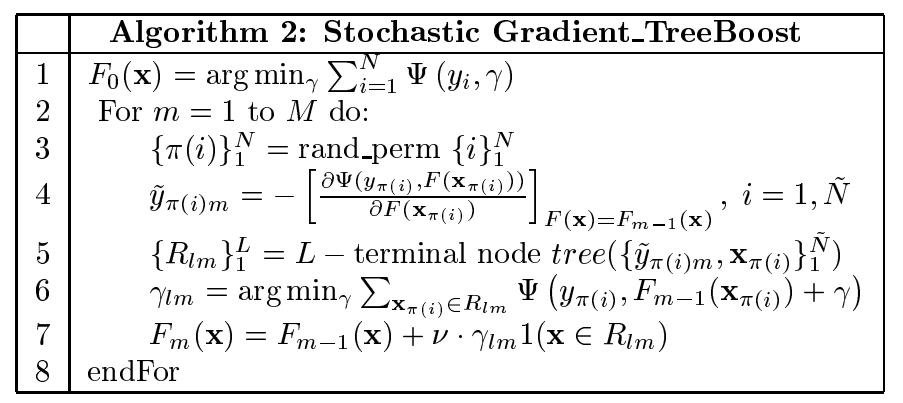 Algorithm 2: Stochastic Gradient_TreeBoost
1 F₀(𝐱) = arg min_γ ∑_{i=1}^{N} Ψ (y_i, γ)
2 For m = 1 to M do:
3 {π(i)}_1^N = rand_perm {i}_1^N
4 ỹ_{π(i)m} = − [∂Ψ(y_{π(i)}, F(𝐱_{π(i)})) / ∂F(𝐱_{π(i)})]_{F(𝐱)=F_{m−1}(𝐱)} , i = 1, Ñ
5 {R_{lm}}_1^L = L − terminal node tree({ỹ_{π(i)m}, 𝐱_{π(i)}}_1^Ñ)
6 γ_{lm} = arg min_γ ∑_{𝐱_{π(i)}∈R_{lm}} Ψ (y_{π(i)}, F_{m−1}(𝐱_{π(i)}) + γ)
7 F_m(𝐱) = F_{m−1}(𝐱) + ν · γ_{lm}1(𝐱 ∈ R_{lm})
8 endFor